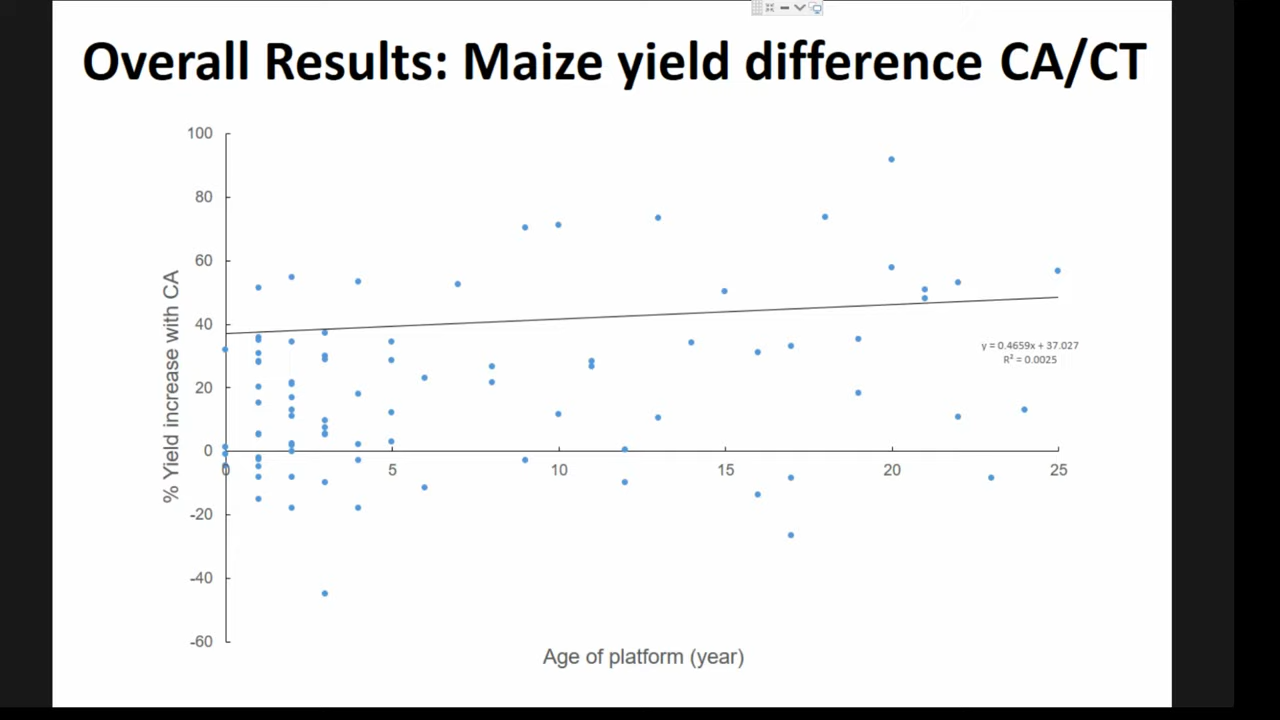 Overall Results: Maize yield difference CA/CT
100
80
60
40
20
0
-20
-40
-60
% Yield increase with CA
0 5 10 15 20 25
y = 0.4659x + 37.027
R² = 0.0025
Age of platform (year)